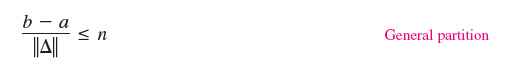 (b − a) / ‖Δ‖ ≤ n General partition